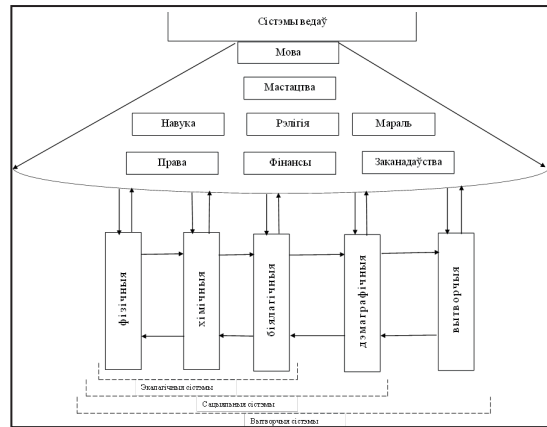 Сістэмы ведаў
Мова
Мастацтва
Навука
Рэлігія
Мараль
Права
Фінансы
Заканадаўства
фізічныя
хімічныя
біялагічныя
дэмаграфічныя
вытворчыя
Экалагічныя сістэмы
Сацыяльныя сістэмы
Вытворчыя сістэмы